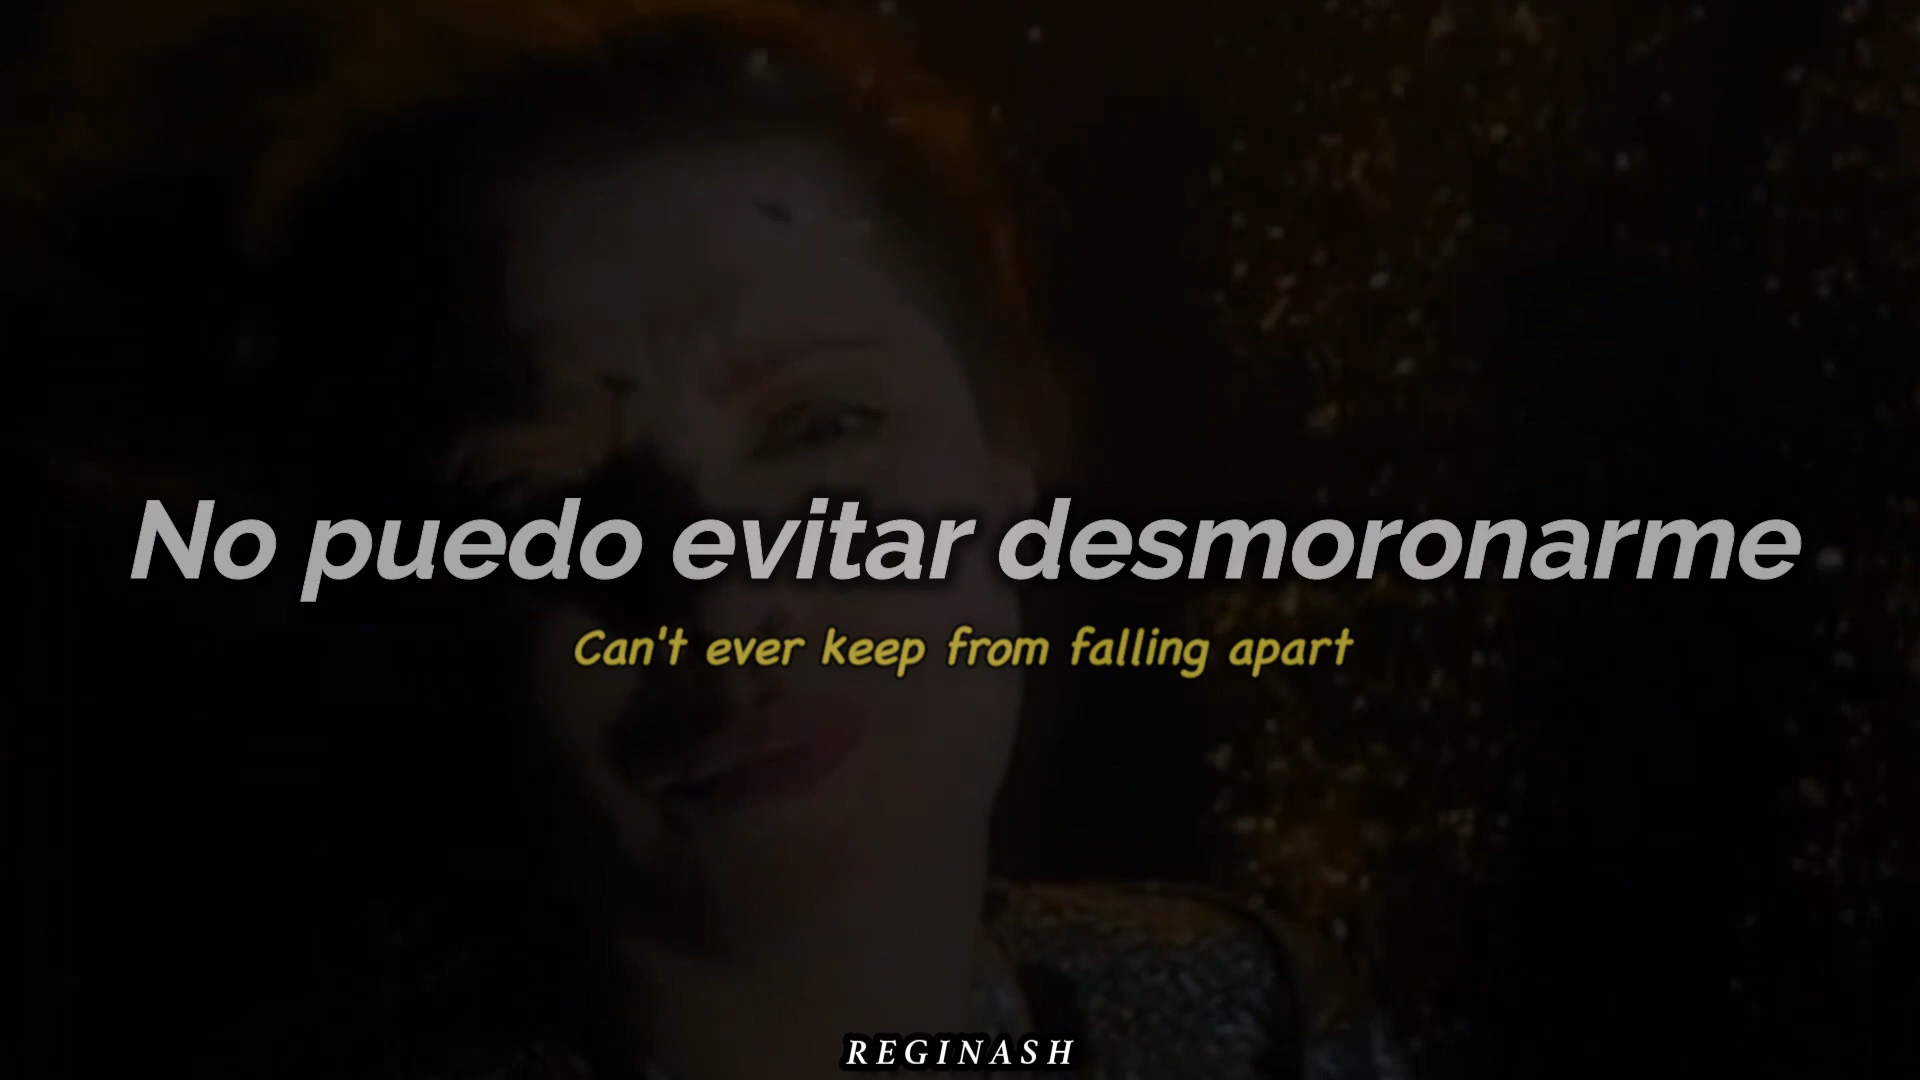 No puedo evitar desmoronarme
Can't ever keep from falling apart
REGINASH